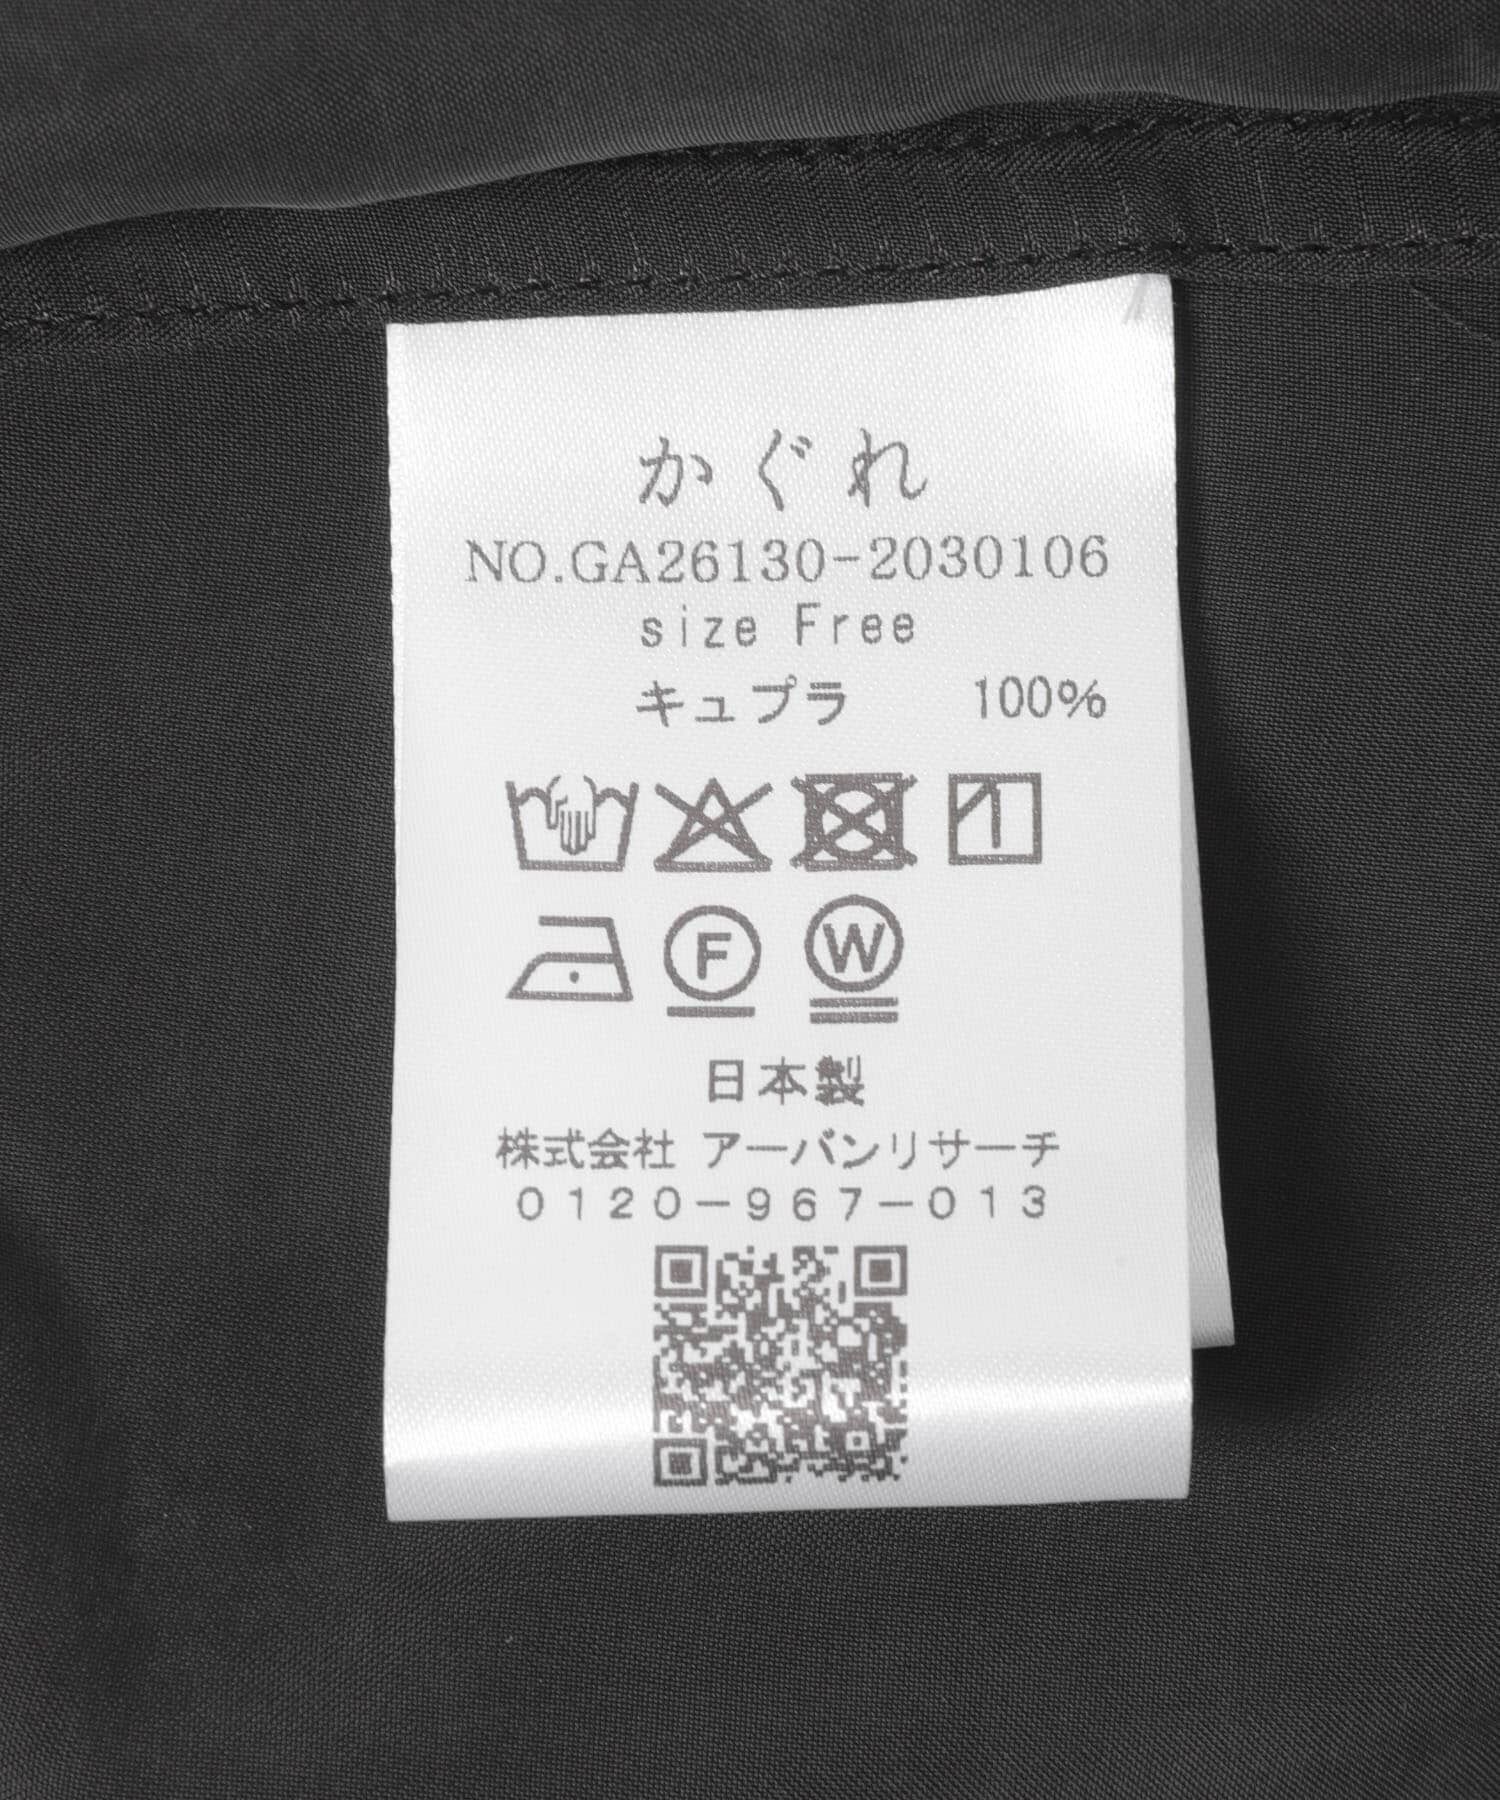 かぐれ
NO.GA26130-2030106
size Free
キュプラ 100%
F W
日本製
株式会社 アーバンリサーチ
0120-967-013